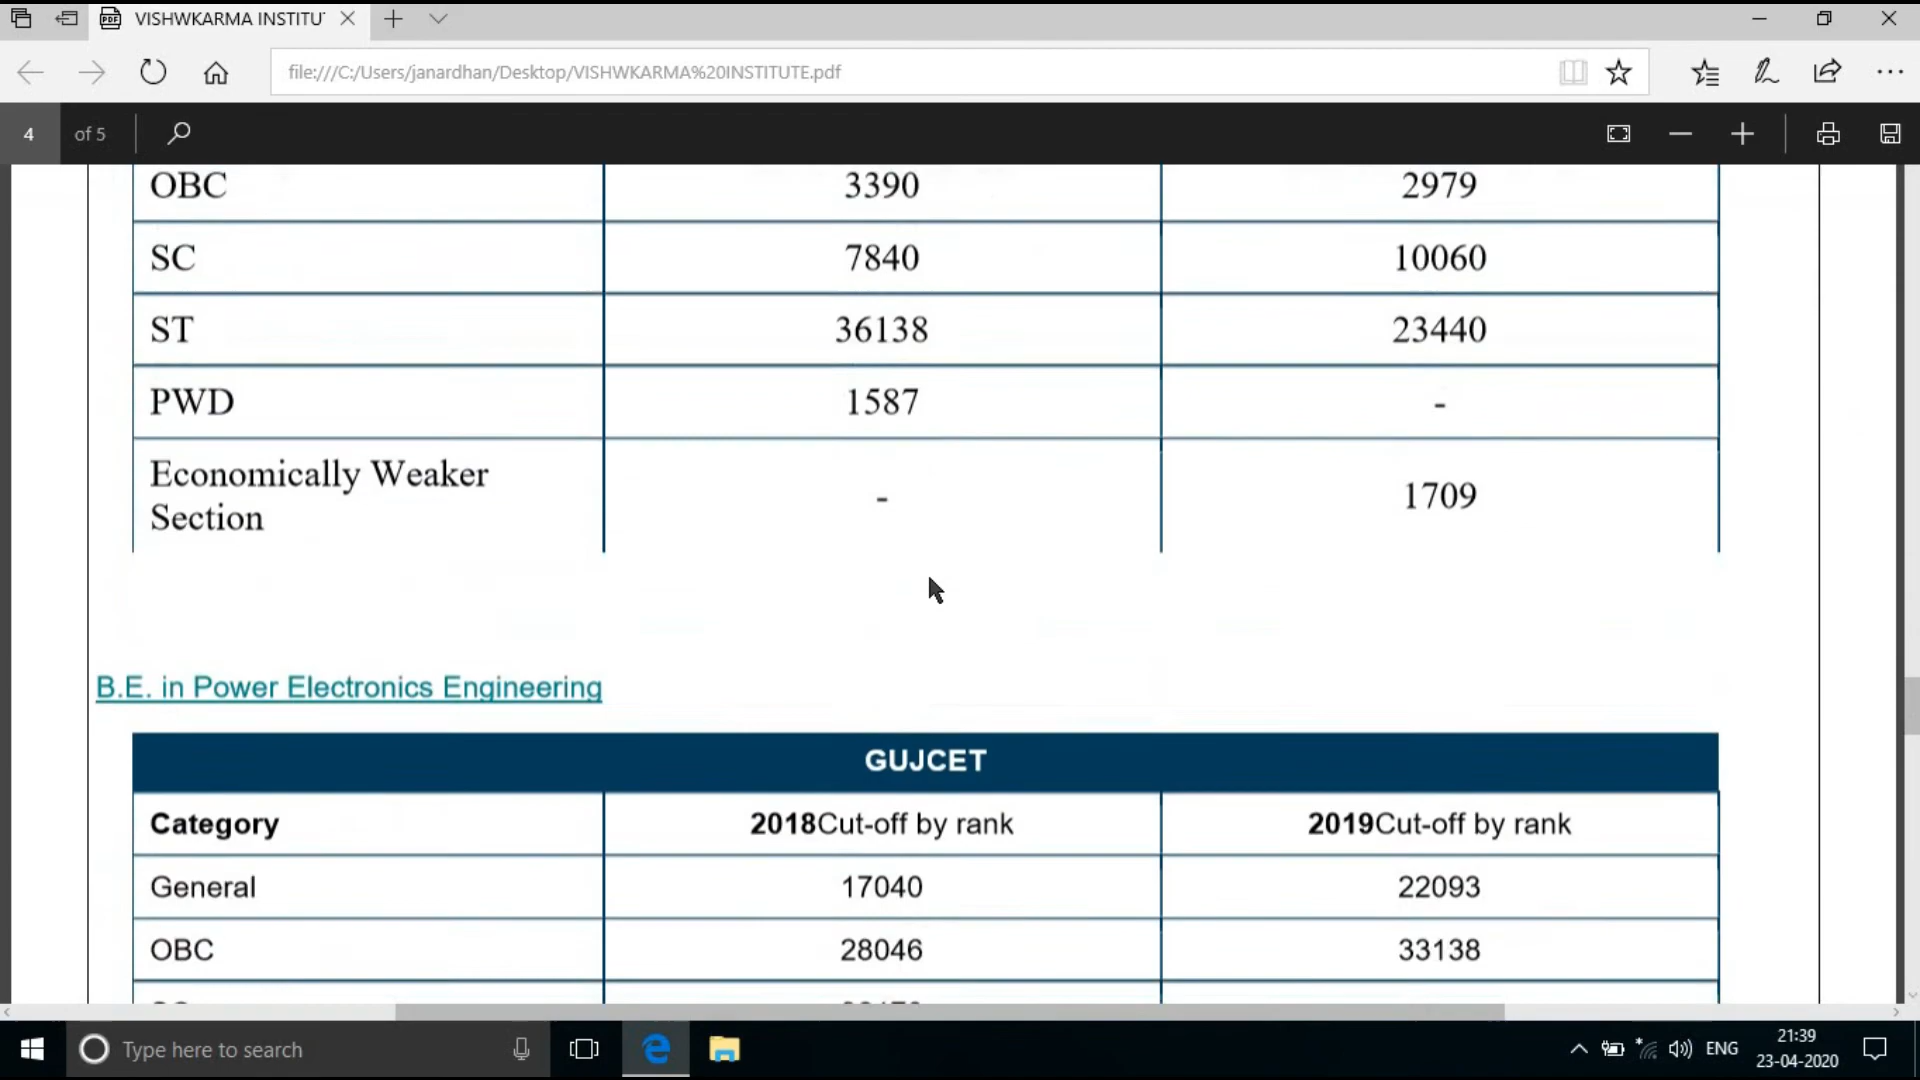 VISHWKARMA INSTITU
file:///C:/Users/janardhan/Desktop/VISHWKARMA%20INSTITUTE.pdf
4 of 5
OBC 3390 2979
SC 7840 10060
ST 36138 23440
PWD 1587 -
Economically Weaker
Section - 1709
B.E. in Power Electronics Engineering
GUJCET
Category 2018Cut-off by rank 2019Cut-off by rank
General 17040 22093
OBC 28046 33138
Type here to search
ENG
21:39
23-04-2020